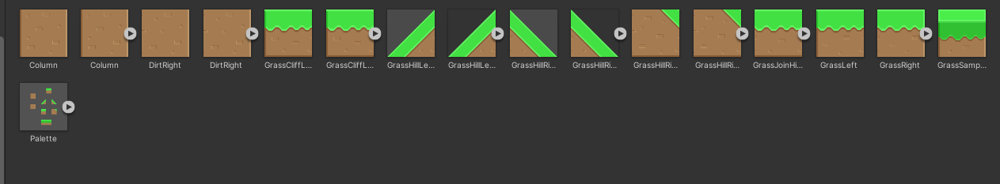 Column Column DirtRight DirtRight GrassCliffL... GrassCliffL... GrassHillLe... GrassHillLe... GrassHillRi... GrassHillRi... GrassHillRi... GrassHillRi... GrassJoinHi... GrassLeft GrassRight GrassSamp...
Palette